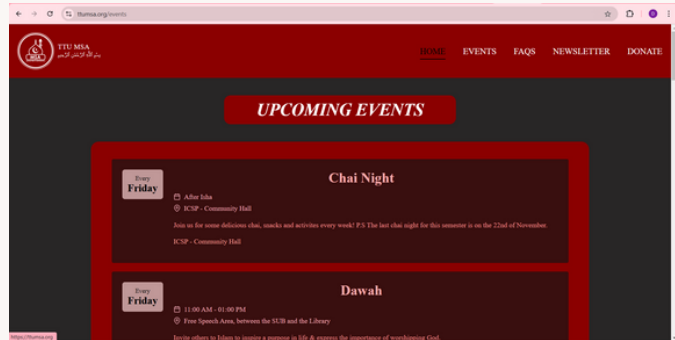 ttumsa.org/events
MSA
TTU MSA
HOME
EVENTS
FAQS
NEWSLETTER
DONATE
UPCOMING EVENTS
Every
Friday
Chai Night
After Isha
ICSP - Community Hall
Join us for some delicious chai, snacks and activites every week! P.S The last chai night for this semester is on the 22nd of November.
ICSP - Community Hall
Every
Friday
Dawah
11:00 AM - 01:00 PM
Free Speech Area, between the SUB and the Library
Invite others to Islam to inspire a purpose in life & express the importance of worshipping God.
https://ttumsa.org